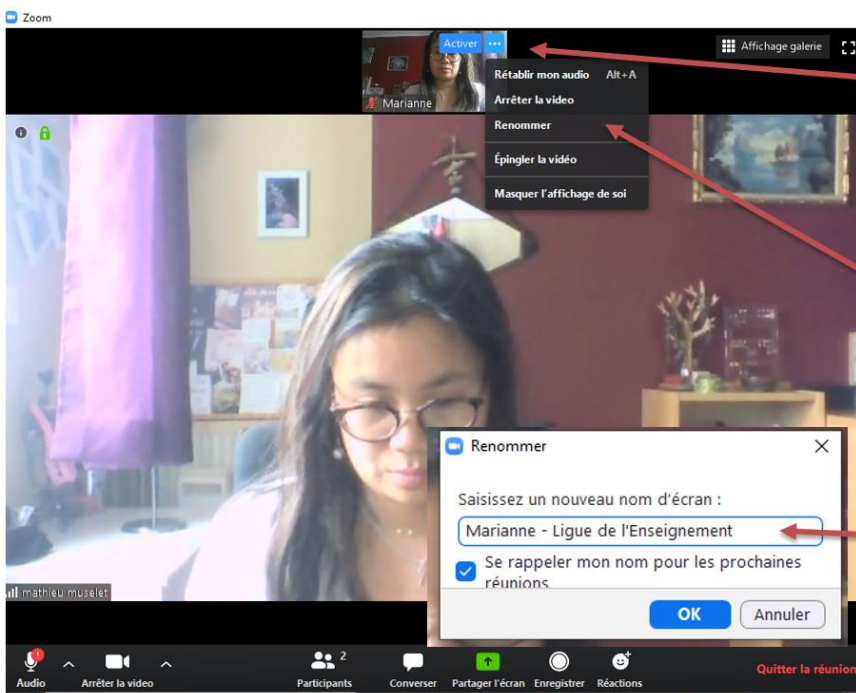 Zoom
Activer ...
Affichage galerie
Marianne
Rétablir mon audio Alt+A
Arrêter la video
Renommer
Épingler la vidéo
Masquer l'affichage de soi
Renommer
Saisissez un nouveau nom d'écran :
Marianne - Ligue de l'Enseignement
Se rappeler mon nom pour les prochaines
réunions
OK Annuler
mathieu muselet
2
Audio Arrêter la video Participants Converser Partager l'écran Enregistrer Réactions Quitter la réunion